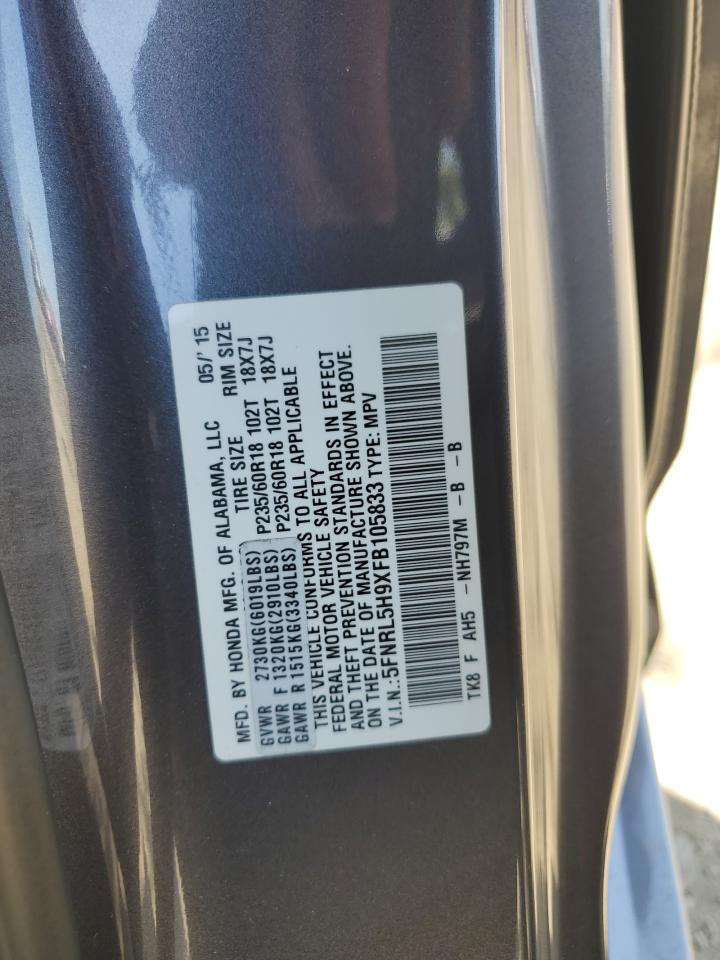 MFD. BY HONDA MFG. OF ALABAMA, LLC 05/' 15
TIRE SIZE RIM SIZE
GVWR 2730KG(6019LBS)
GAWR F 1320KG(2910LBS) P235/60R18 102T 18X7J
GAWR R 1515KG(3340LBS) P235/60R18 102T 18X7J
THIS VEHICLE CONFORMS TO ALL APPLICABLE
FEDERAL MOTOR VEHICLE SAFETY
AND THEFT PREVENTION STANDARDS IN EFFECT
ON THE DATE OF MANUFACTURE SHOWN ABOVE.
V.I.N.:5FNRL5H9XFB105833 TYPE: MPV
TK8 F AH5 -NH797M -B -B